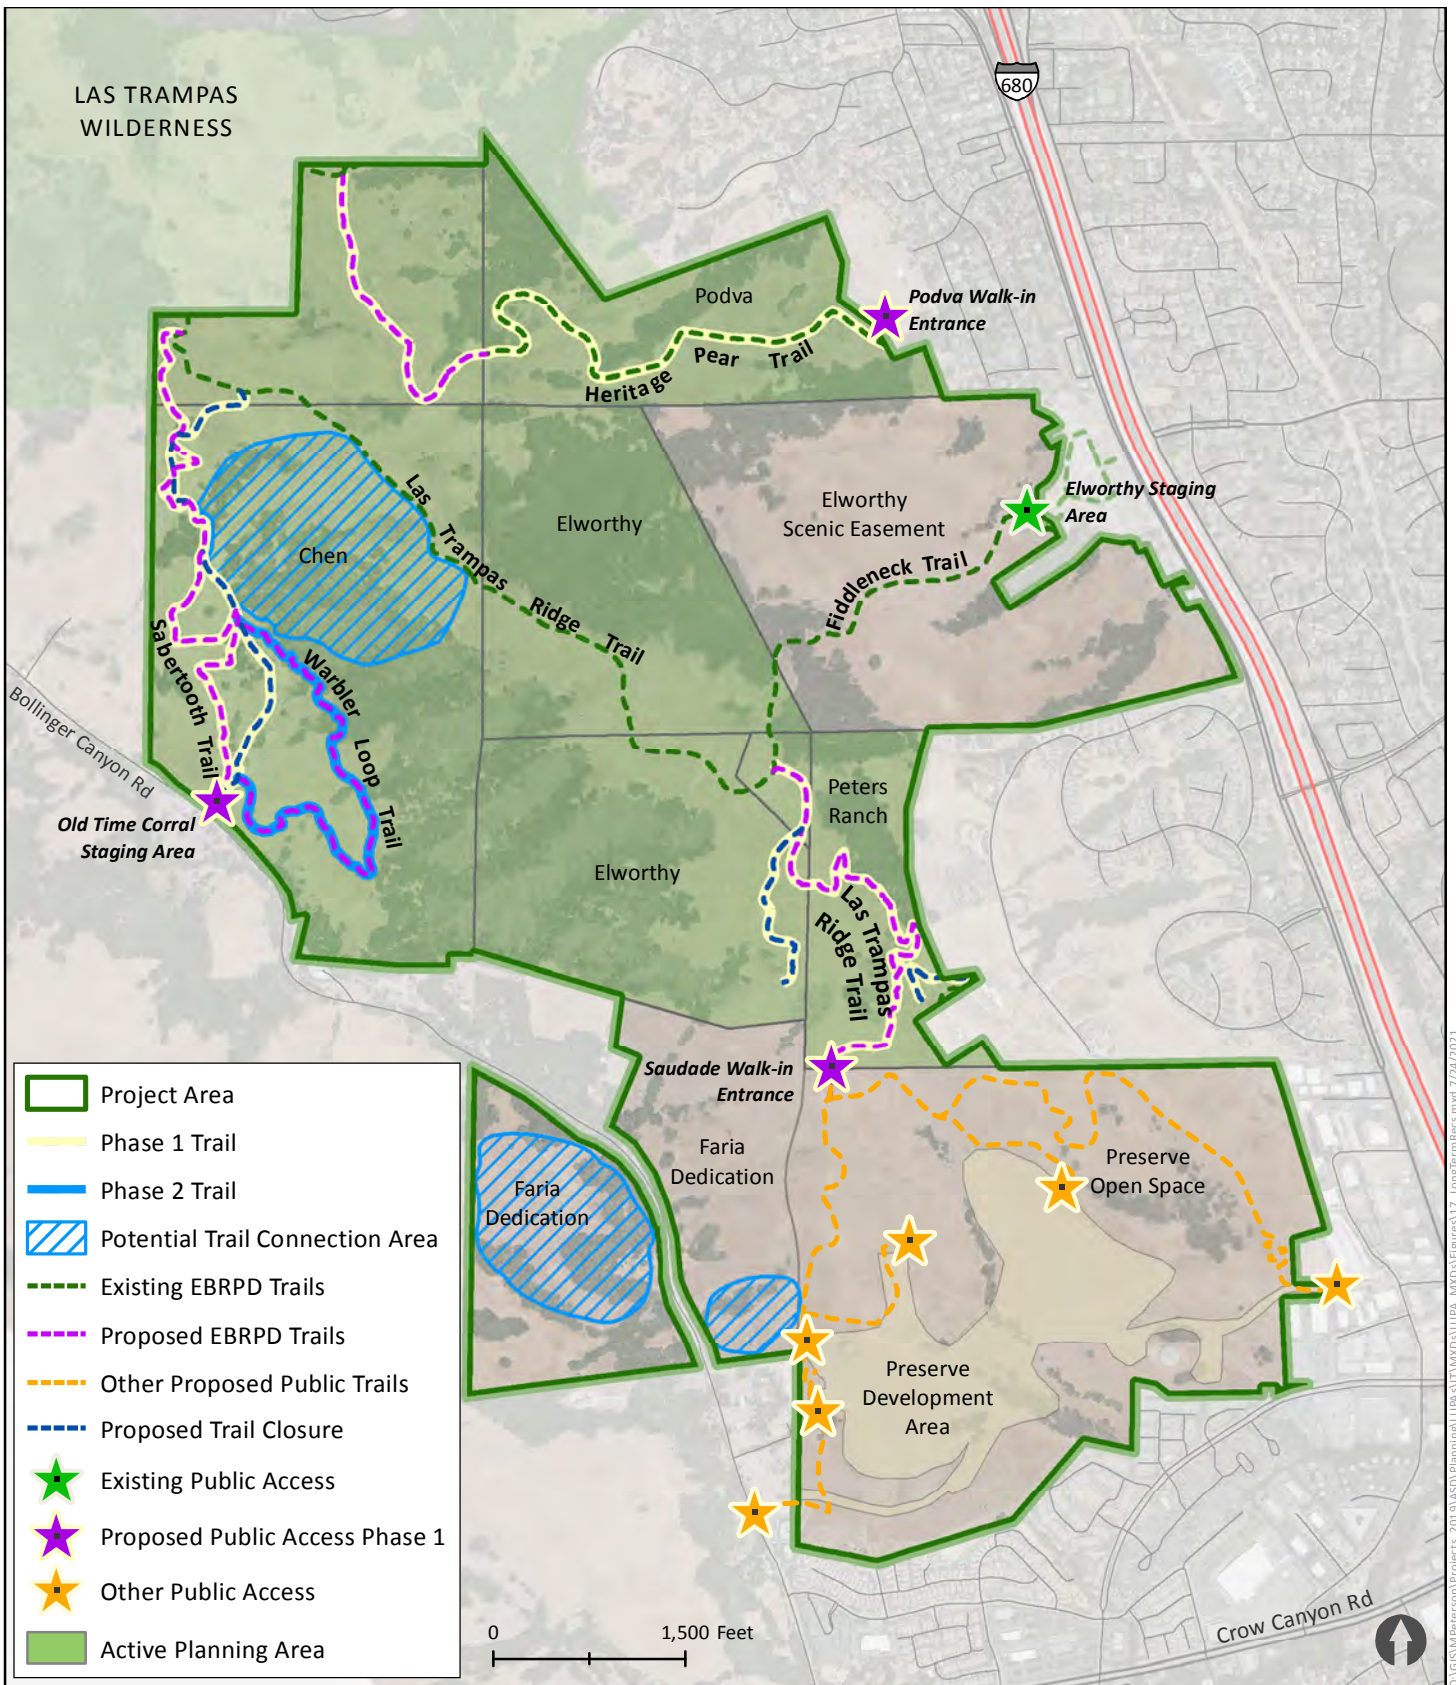 LAS TRAMPAS
WILDERNESS
680
Podva
Podva Walk-in
Entrance
Heritage Pear Trail
Elworthy Staging
Area
Elworthy
Scenic Easement
Elworthy
Chen
Las Trampas Ridge Trail
Fiddleneck Trail
Sabertooth Trail
Warbler Loop Trail
Bollinger Canyon Rd
Old Time Corral
Staging Area
Peters
Ranch
Elworthy
Las Trampas
Ridge Trail
Saudade Walk-in
Entrance
Faria
Dedication
Faria
Dedication
Preserve
Open Space
Preserve
Development
Area
Project Area
Phase 1 Trail
Phase 2 Trail
Potential Trail Connection Area
Existing EBRPD Trails
Proposed EBRPD Trails
Other Proposed Public Trails
Proposed Trail Closure
Existing Public Access
Proposed Public Access Phase 1
Other Public Access
Active Planning Area
0 1,500 Feet
Crow Canyon Rd